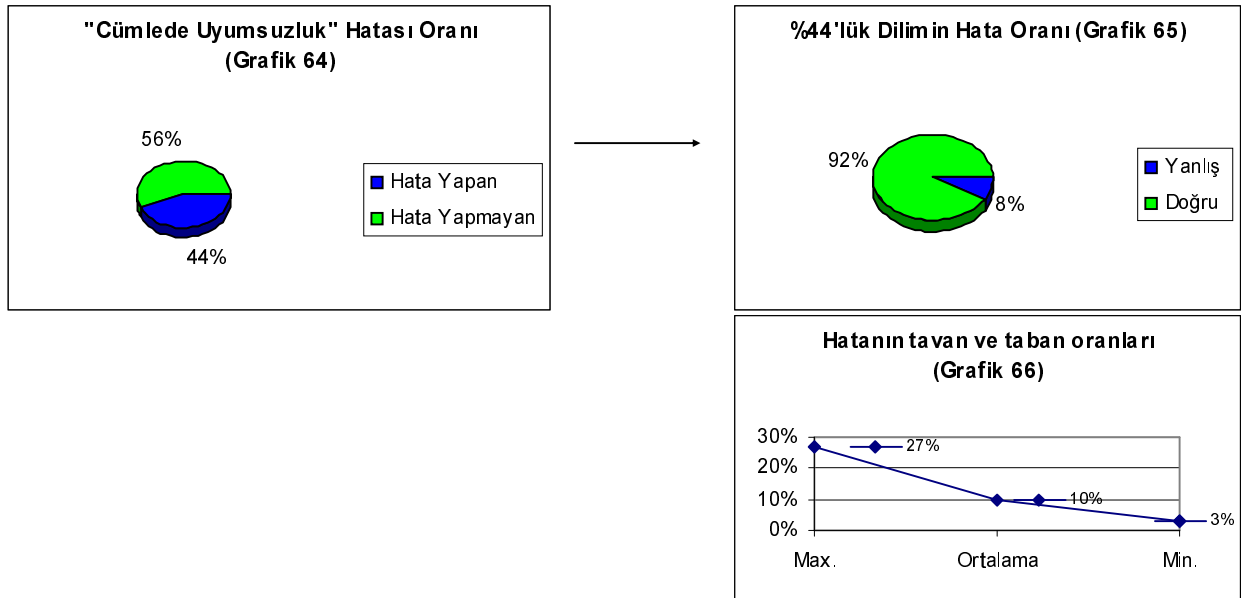 "Cümlede Uyumsuzluk" Hatası Oranı
(Grafik 64)
56%
44%
Hata Yapan
Hata Yapmayan
%44'lük Dilimin Hata Oranı (Grafik 65)
92%
8%
Yanlış
Doğru
Hatanın tavan ve taban oranları
(Grafik 66)
30%
20%
10%
0%
27%
10%
3%
Max.
Ortalama
Min.